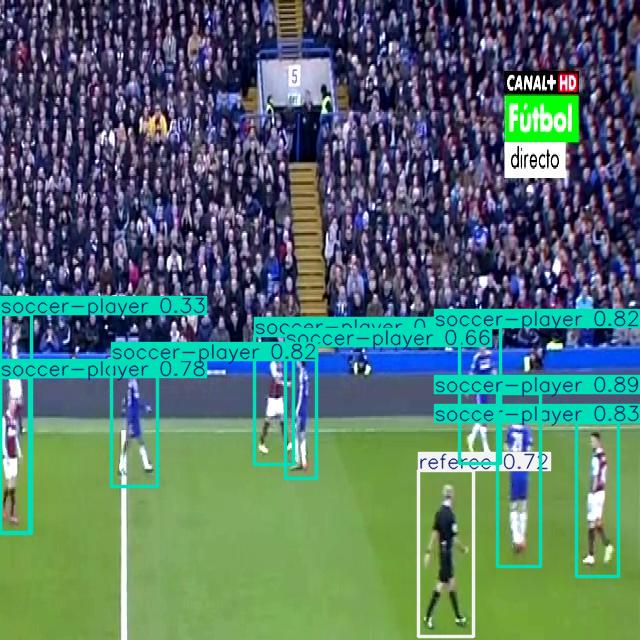 5
CANAL+ HD
Fútbol
directo
soccer-player 0.33
soccer-player 0.82
soccer-player 0.66
soccer-player 0.82
soccer-player 0.78
soccer-player 0.89
soccer-player 0.83
referee 0.72